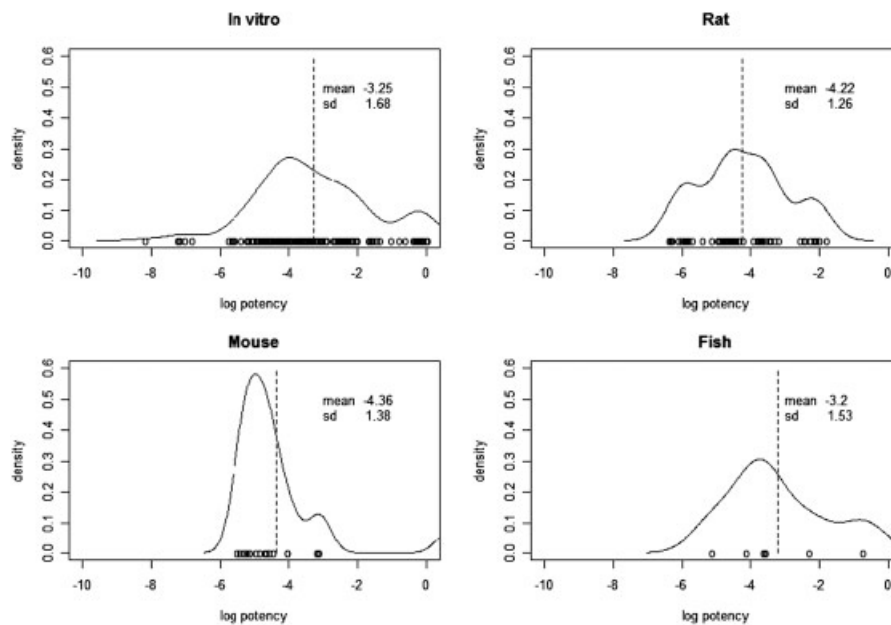 In vitro
0.6
0.5
0.4
0.3
0.2
0.1
0.0
density
mean -3.25
sd 1.68
-10 -8 -6 -4 -2 0
log potency
Rat
0.6
0.5
0.4
0.3
0.2
0.1
0.0
density
mean -4.22
sd 1.26
-10 -8 -6 -4 -2 0
log potency
Mouse
0.6
0.5
0.4
0.3
0.2
0.1
0.0
density
mean -4.36
sd 1.38
-10 -8 -6 -4 -2 0
log potency
Fish
0.6
0.5
0.4
0.3
0.2
0.1
0.0
density
mean -3.2
sd 1.53
-10 -8 -6 -4 -2 0
log potency